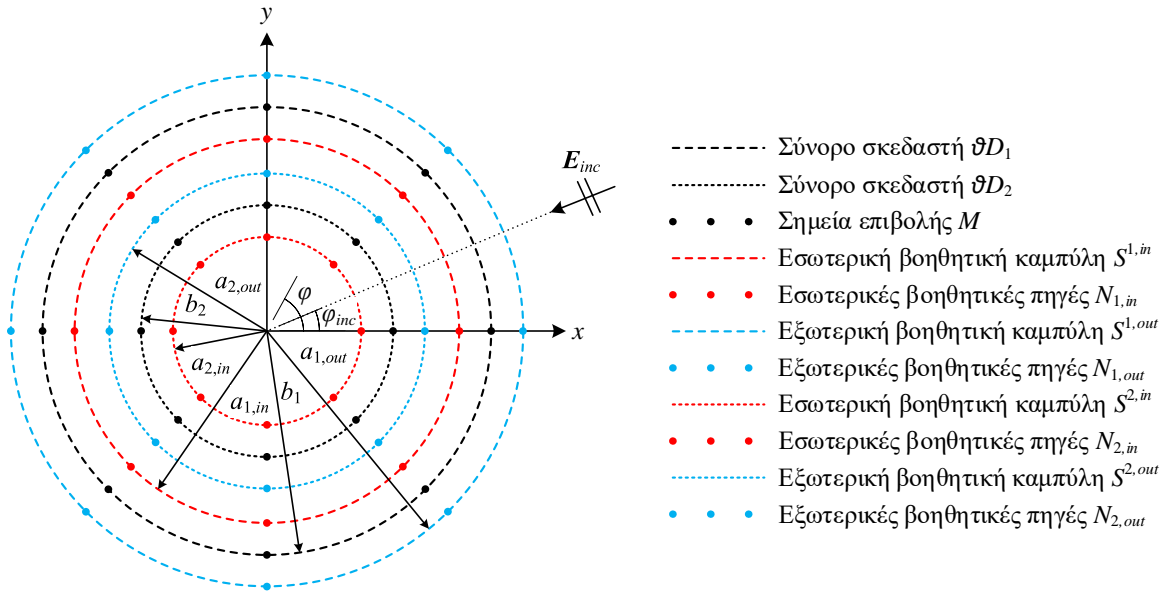 y
E_inc
φ
φ_inc
x
a_2,out
b_2
a_2,in
a_1,out
a_1,in
b_1
Σύνορο σκεδαστή ϑD_1
Σύνορο σκεδαστή ϑD_2
Σημεία επιβολής M
Εσωτερική βοηθητική καμπύλη S^1,in
Εσωτερικές βοηθητικές πηγές N_1,in
Εξωτερική βοηθητική καμπύλη S^1,out
Εξωτερικές βοηθητικές πηγές N_1,out
Εσωτερική βοηθητική καμπύλη S^2,in
Εσωτερικές βοηθητικές πηγές N_2,in
Εξωτερική βοηθητική καμπύλη S^2,out
Εξωτερικές βοηθητικές πηγές N_2,out